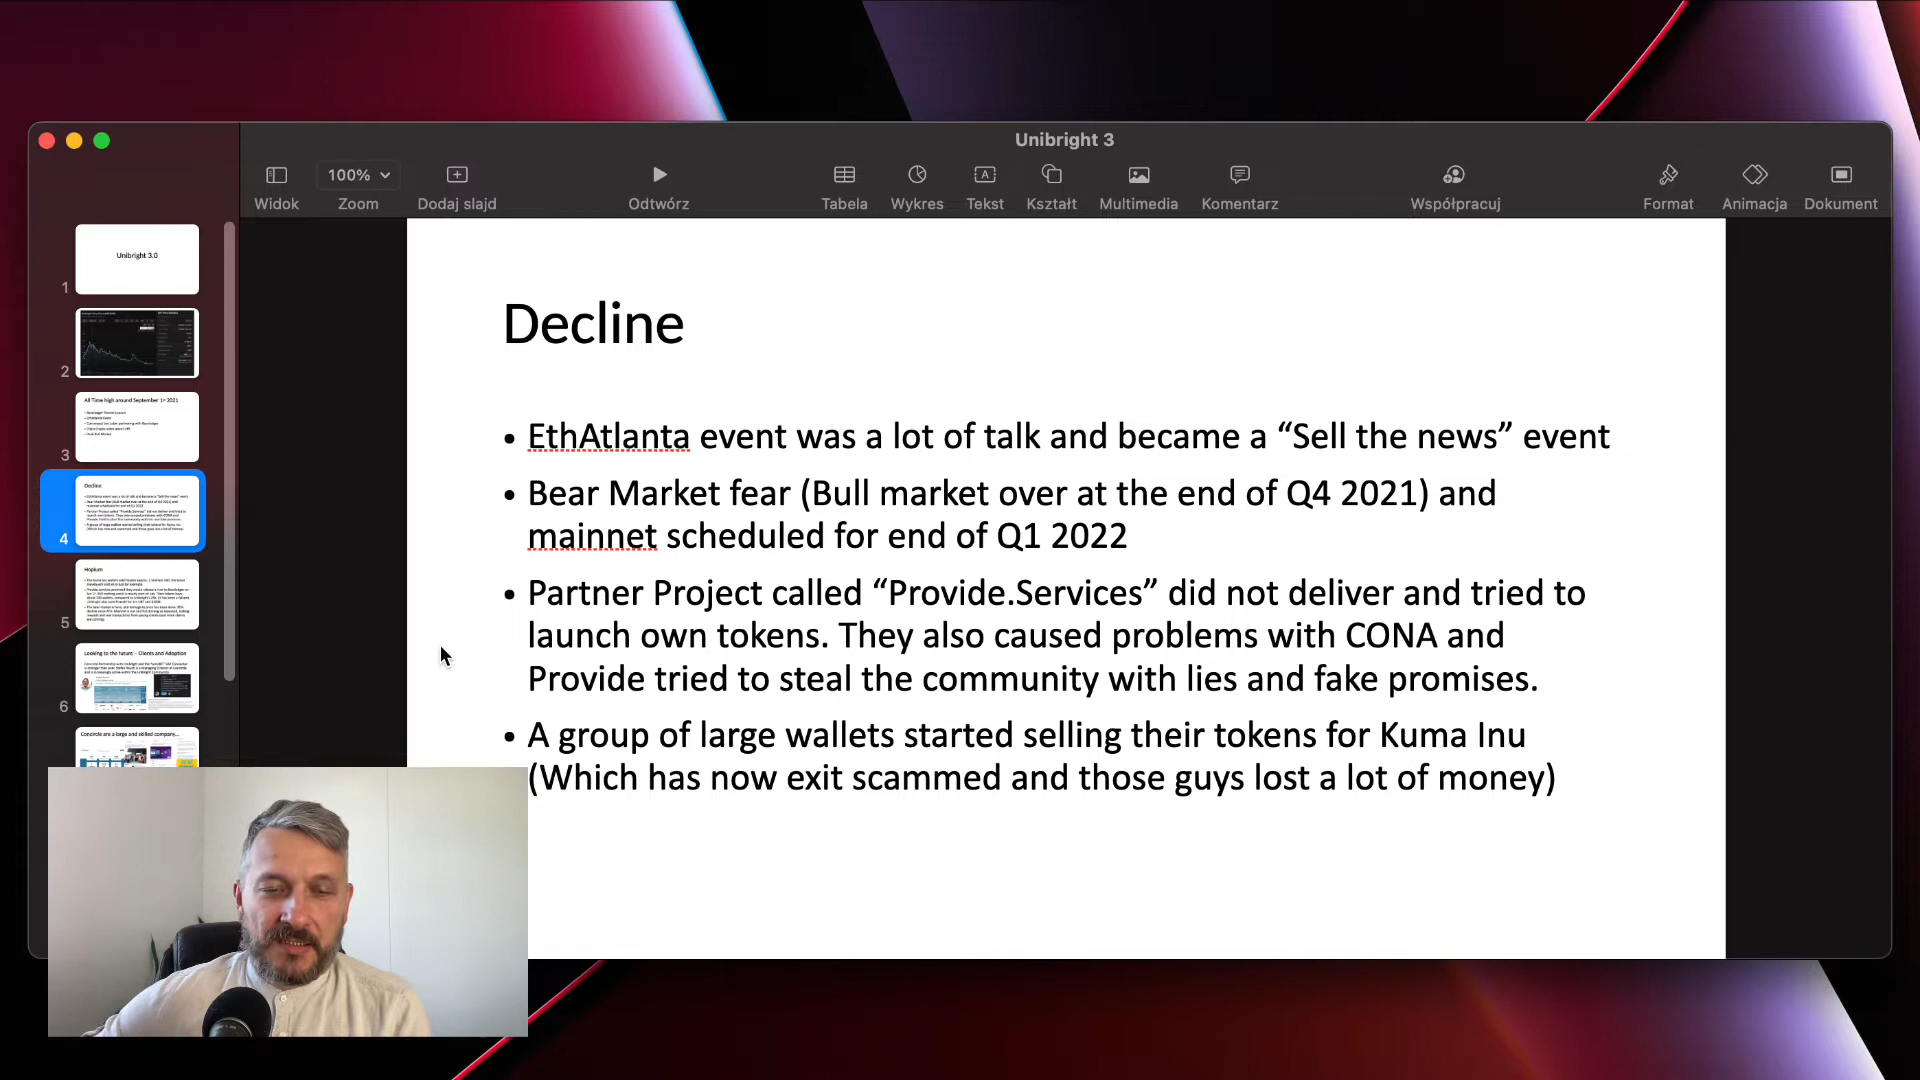 Unibright 3
100%
Widok
Zoom
Dodaj slajd
Odtwórz
Tabela
Wykres
Tekst
Kształt
Multimedia
Komentarz
Współpracuj
Format
Animacja
Dokument
1
Unibright 3.0
2
3
All Time high around September 1st 2021
4
Decline
5
Hopium
6
Looking to the future – Clients and Adoption
Concircle are a large and skilled company...
Decline
• EthAtlanta event was a lot of talk and became a “Sell the news” event
• Bear Market fear (Bull market over at the end of Q4 2021) and
mainnet scheduled for end of Q1 2022
• Partner Project called “Provide.Services” did not deliver and tried to
launch own tokens. They also caused problems with CONA and
Provide tried to steal the community with lies and fake promises.
• A group of large wallets started selling their tokens for Kuma Inu
(Which has now exit scammed and those guys lost a lot of money)